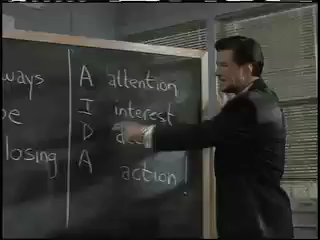 ways
A attention
I interest
D
losing
A action